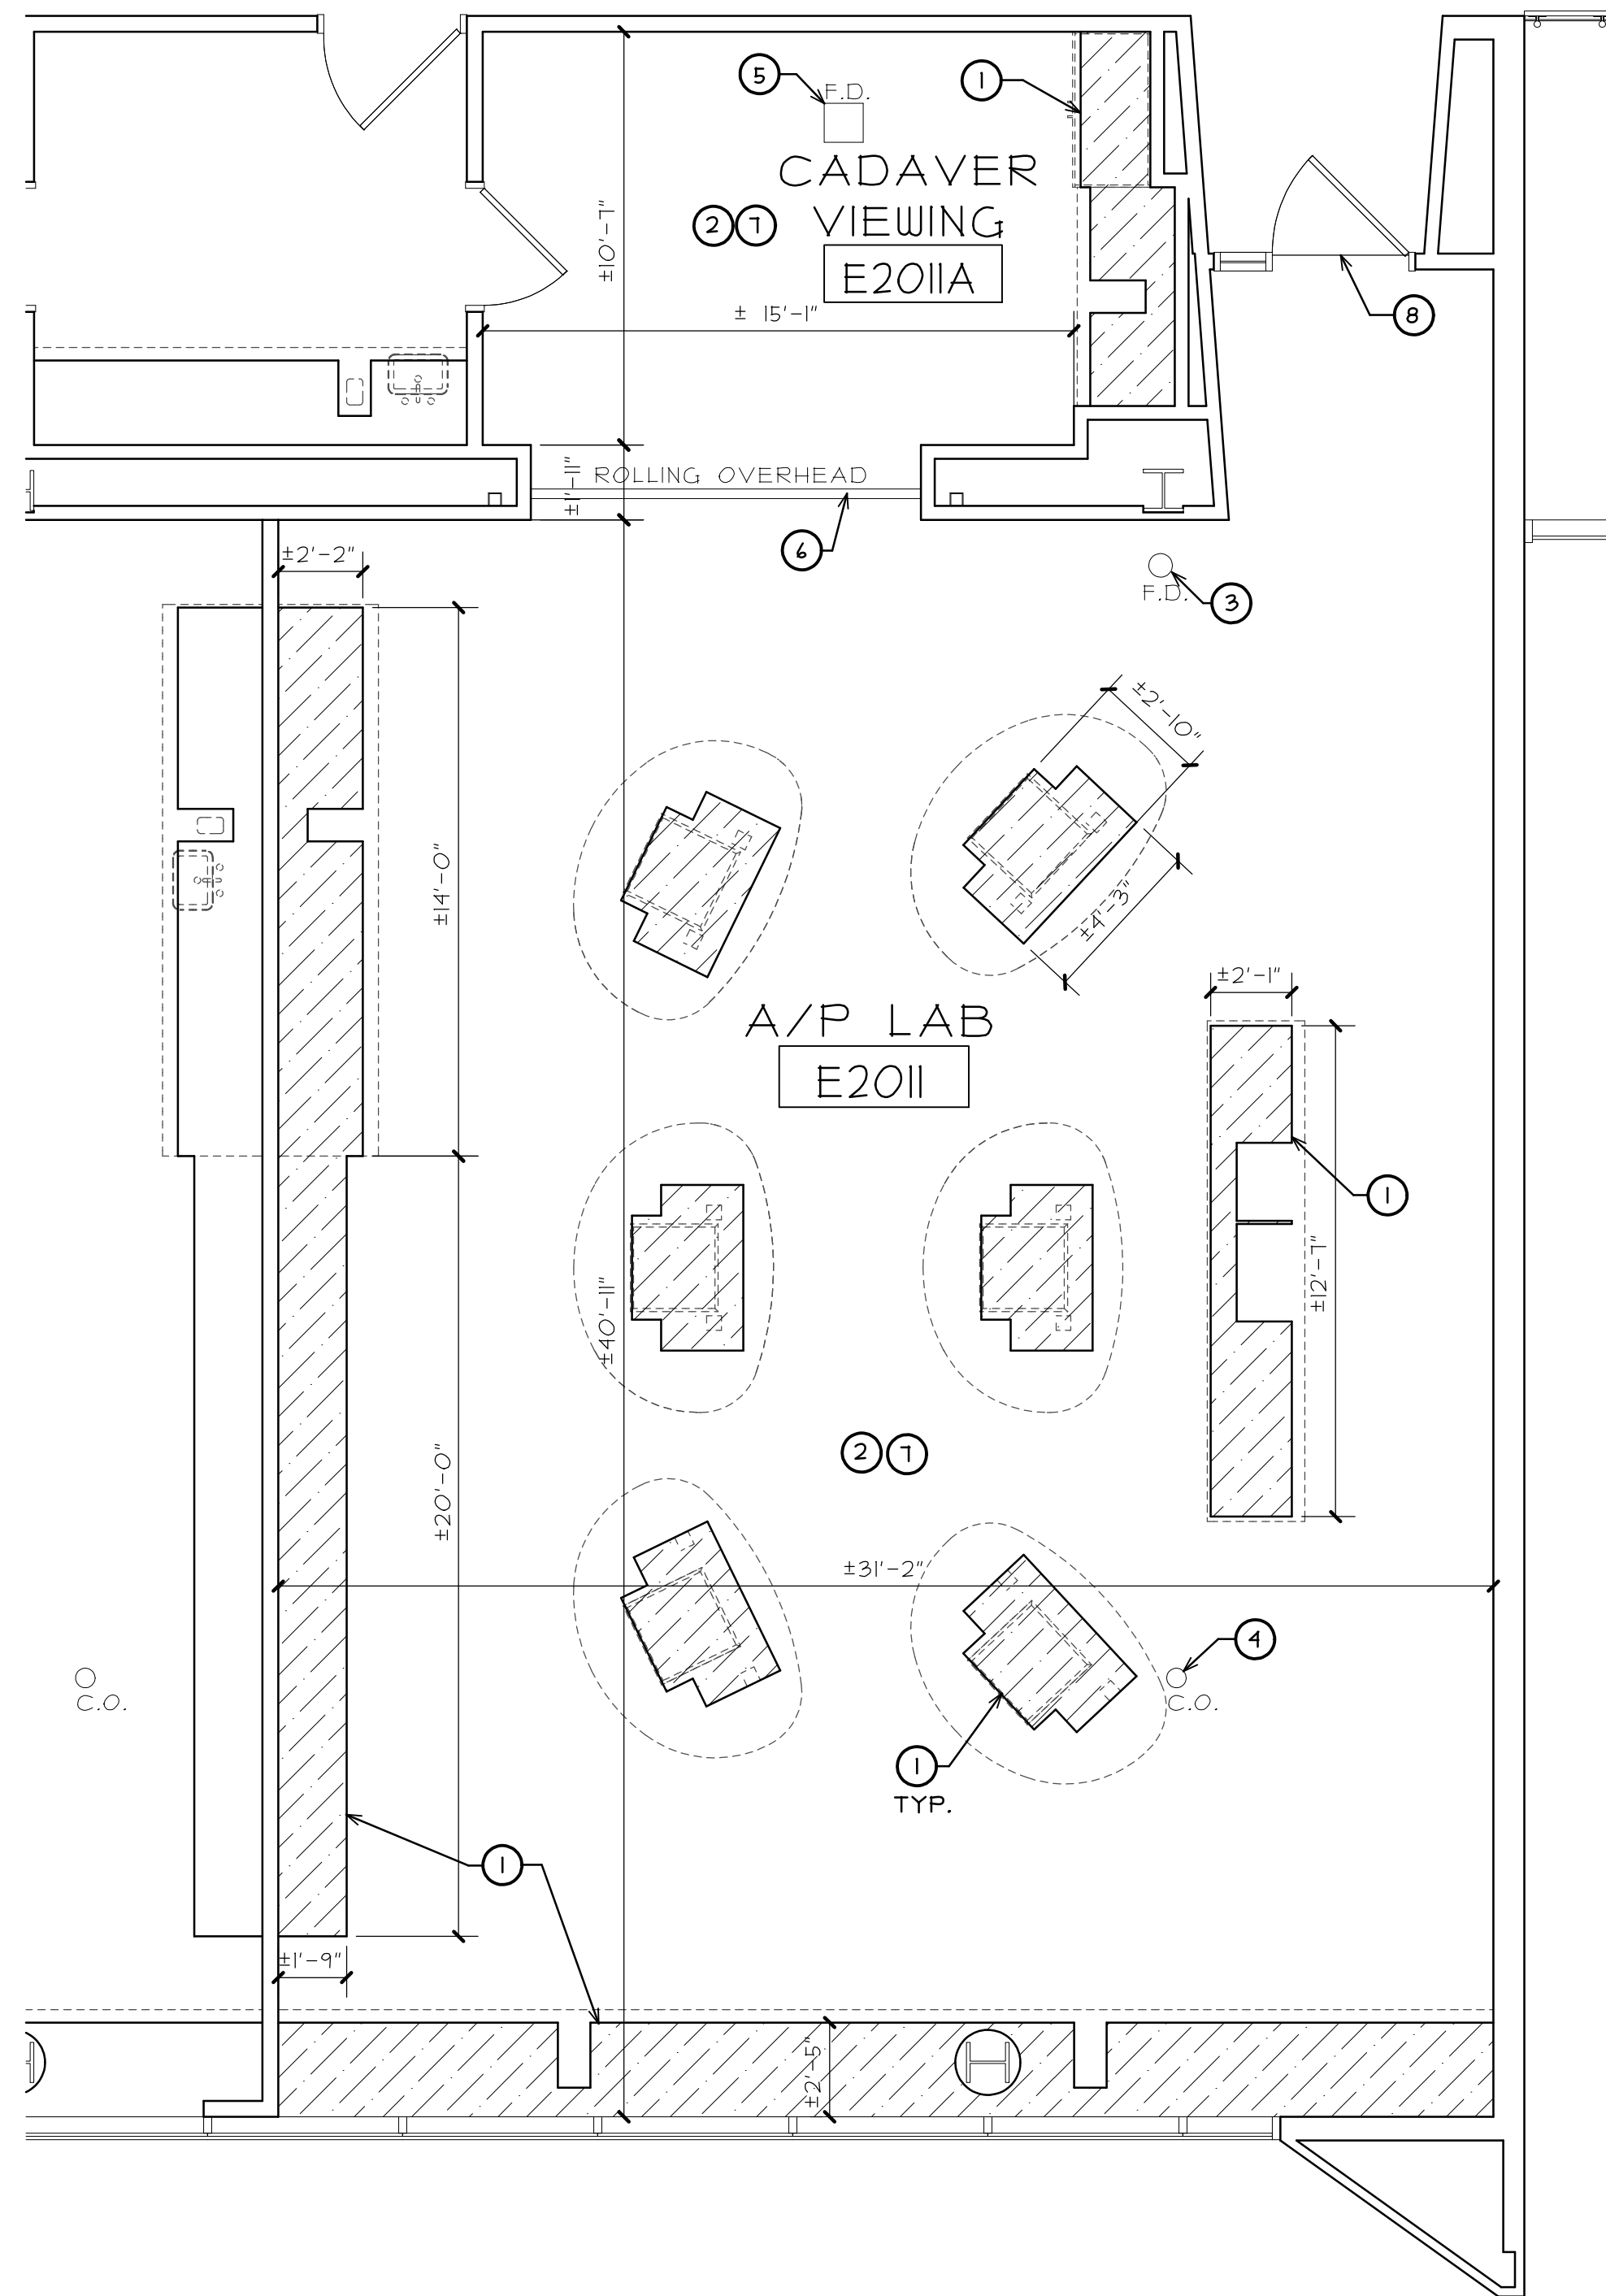 5
F.D.
1
CADAVER
VIEWING
2 7
E2011A
±10'-7"
± 15'-1"
8
±1'-11"
ROLLING OVERHEAD
6
±2'-2"
F.D.
3
±2'-10"
±14'-0"
±4'-3"
±2'-1"
A/P LAB
E2011
1
±12'-7"
±40'-11"
2 7
±20'-0"
±31'-2"
4
C.O.
C.O.
1
TYP.
1
±1'-9"
±2'-5"